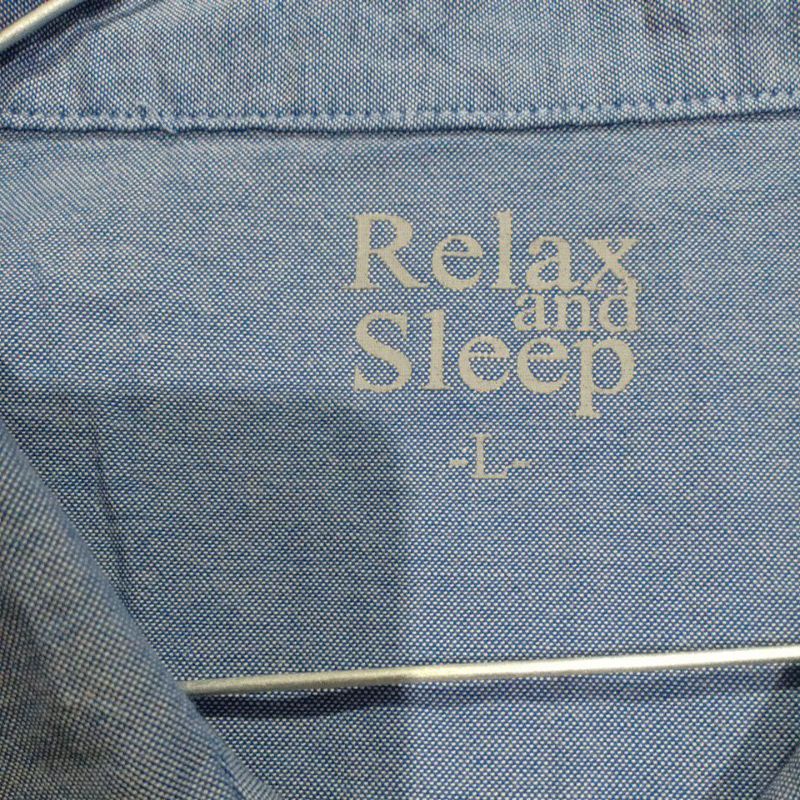 Relax
and
Sleep
-L-